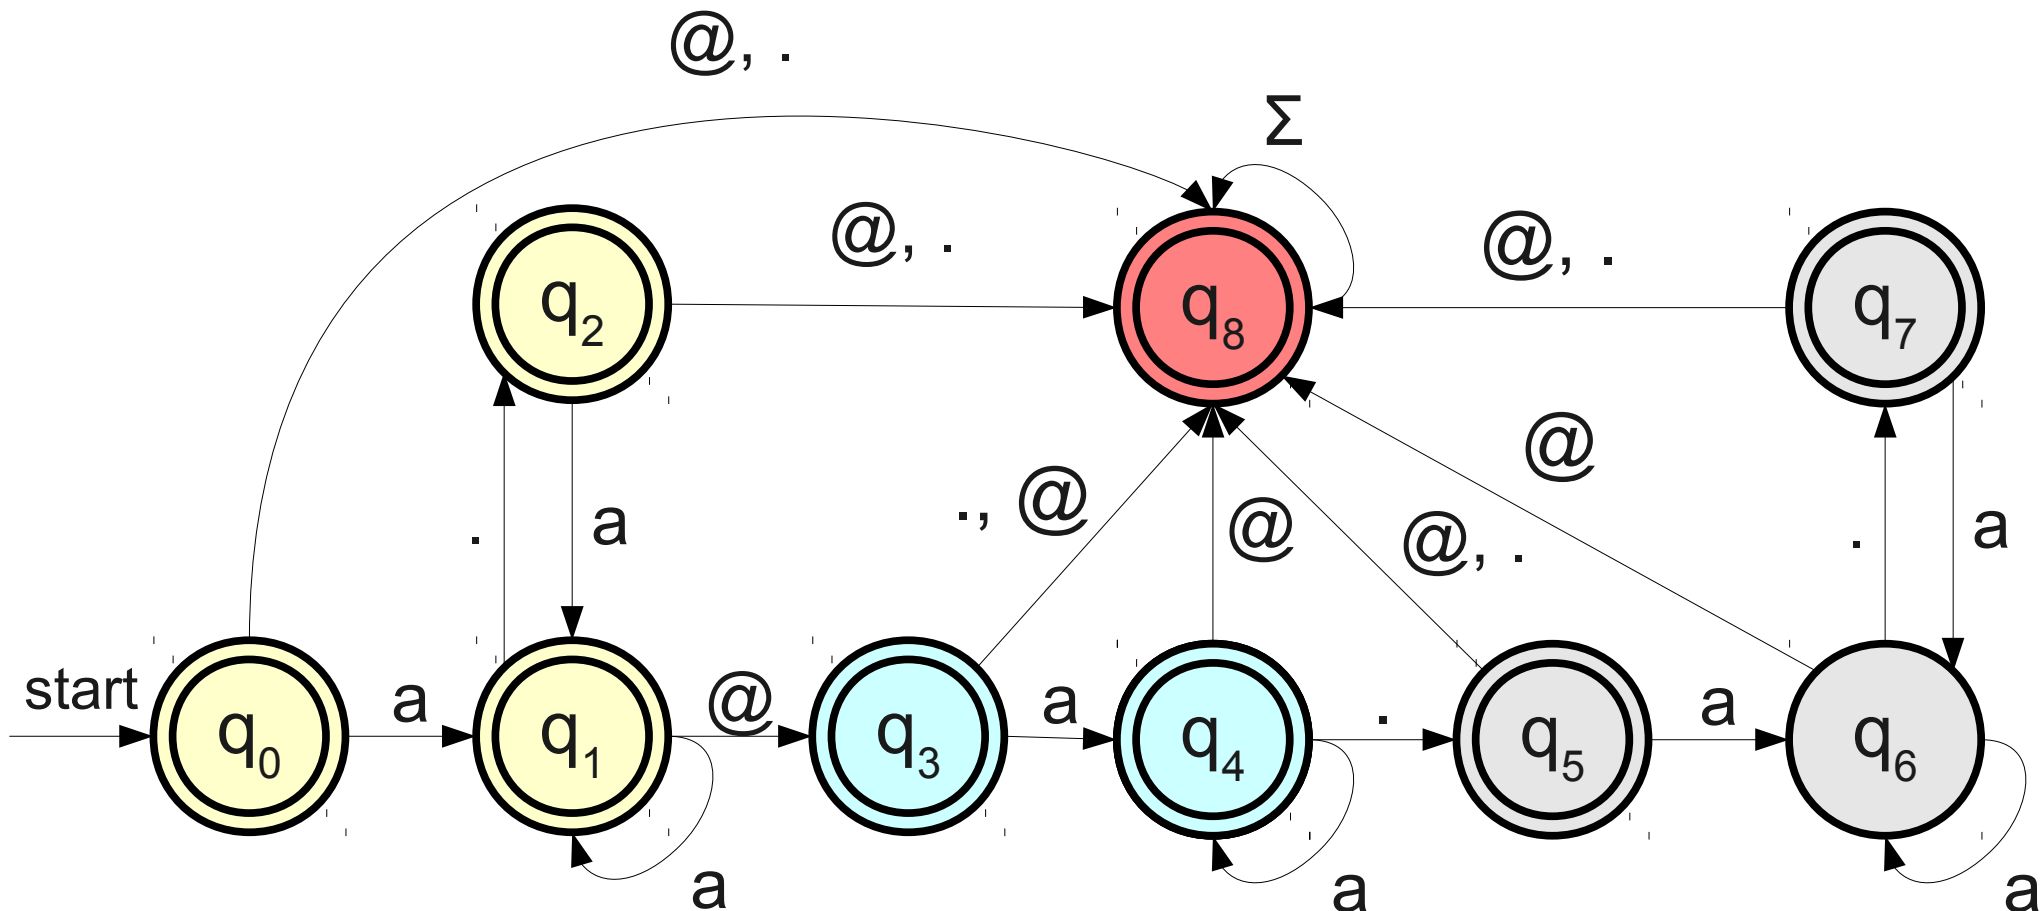 @, .
Σ
@, .
@, .
q2
q8
q7
@
., @
@
@, .
.
a
.
a
start
a
@
a
.
a
q0
q1
q3
q4
q5
q6
a
a
a